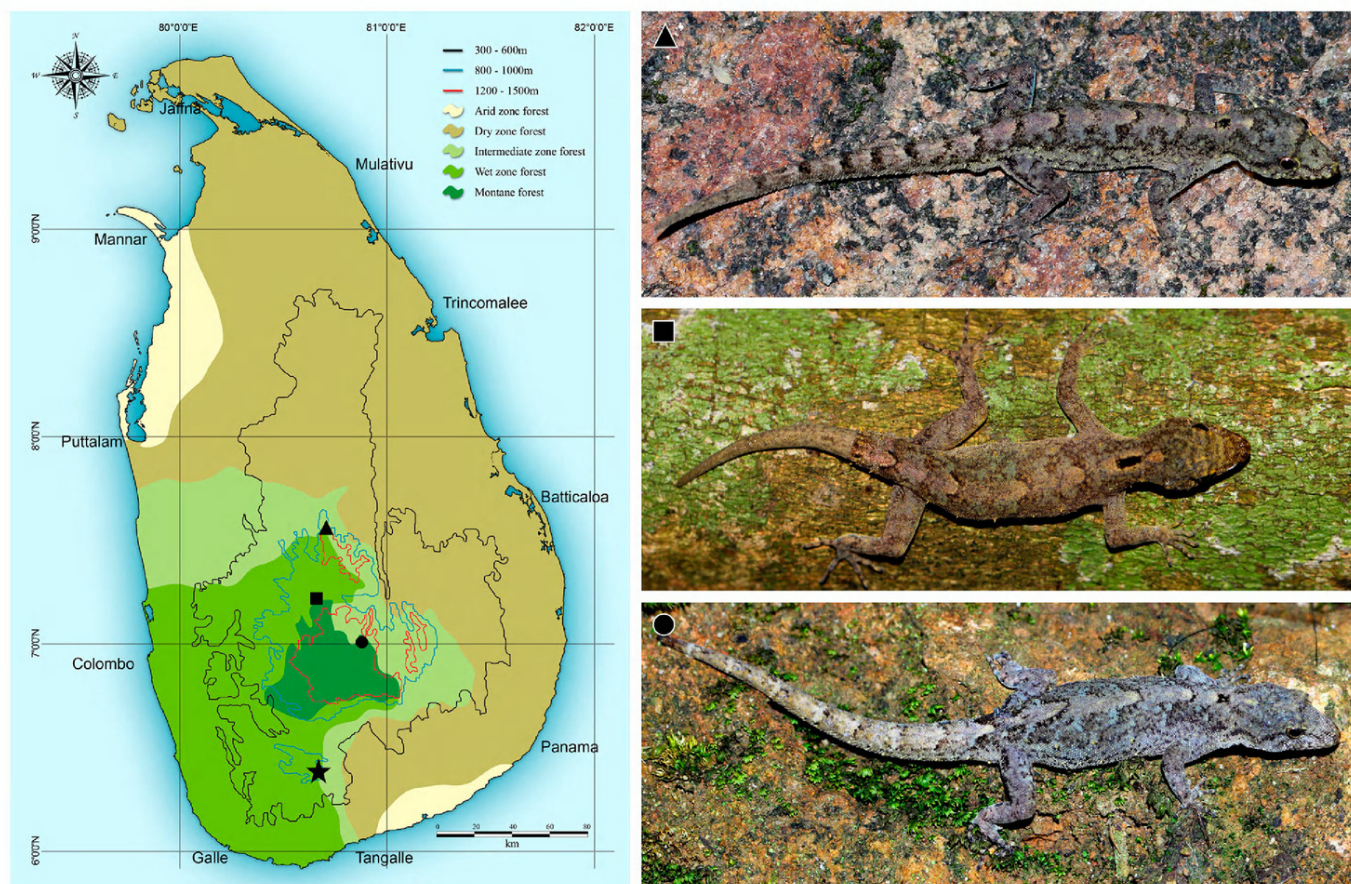 80°0'0"E
81°0'0"E
82°0'0"E
N
W
E
S
300 - 600m
800 - 1000m
1200 - 1500m
Arid zone forest
Dry zone forest
Intermediate zone forest
Wet zone forest
Montane forest
Jaffna
Mulativu
9°0'0"N
Mannar
Trincomalee
8°0'0"N
Puttalam
Batticaloa
7°0'0"N
Colombo
Panama
6°0'0"N
Galle
Tangalle
0 20 40 60 80
km